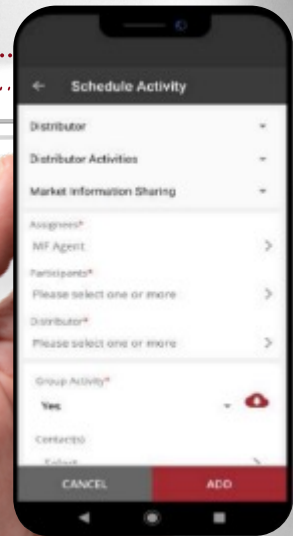 Schedule Activity
Distributor
Distributor Activities
Market Information Sharing
Assignees*
MF Agent
Participants*
Please select one or more
Distributor*
Please select one or more
Group Activity*
Yes
Contact(s)
Select
CANCEL
ADD